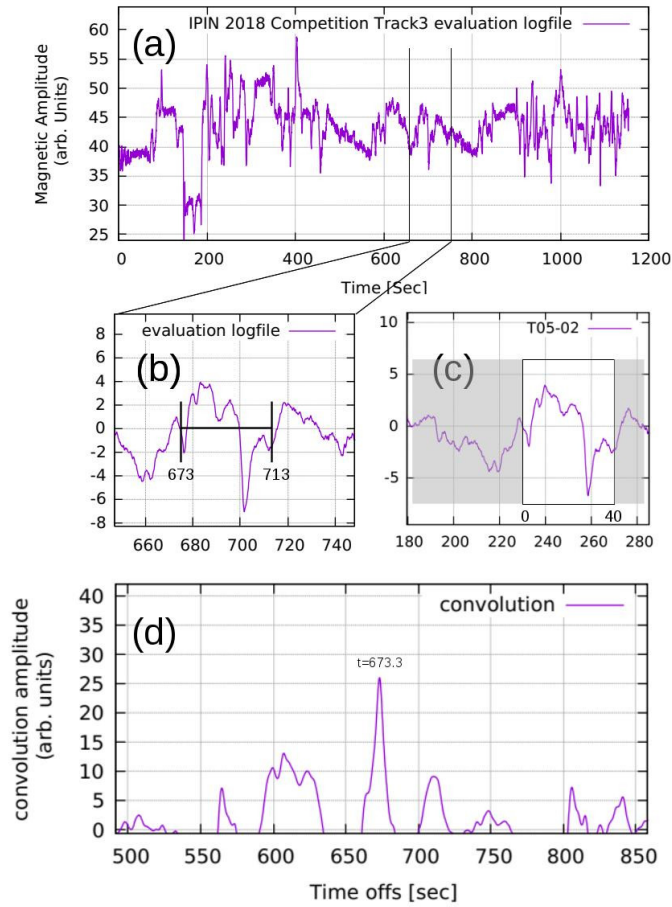 IPIN 2018 Competition Track3 evaluation logfile
(a)
60
55
50
45
40
35
30
25
Magnetic Amplitude
(arb. Units)
0 200 400 600 800 1000 1200
Time [Sec]
evaluation logfile
(b)
8
6
4
2
0
-2
-4
-6
-8
673 713
660 680 700 720 740
T05-02
(c)
10
5
0
-5
0 40
180 200 220 240 260 280
convolution
(d)
t=673.3
40
35
30
25
20
15
10
5
0
convolution amplitude
(arb. units)
500 550 600 650 700 750 800 850
Time offs [sec]